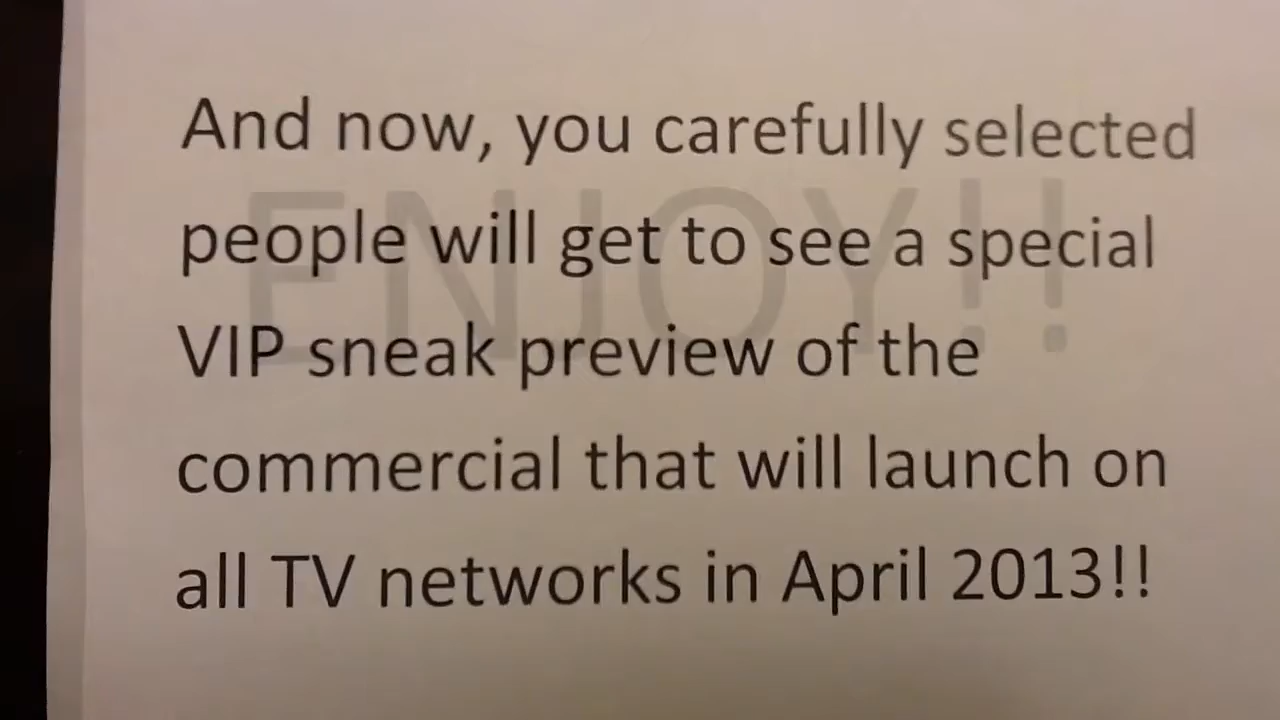 And now, you carefully selected
people will get to see a special
VIP sneak preview of the
commercial that will launch on
all TV networks in April 2013!!
ENJOY!!